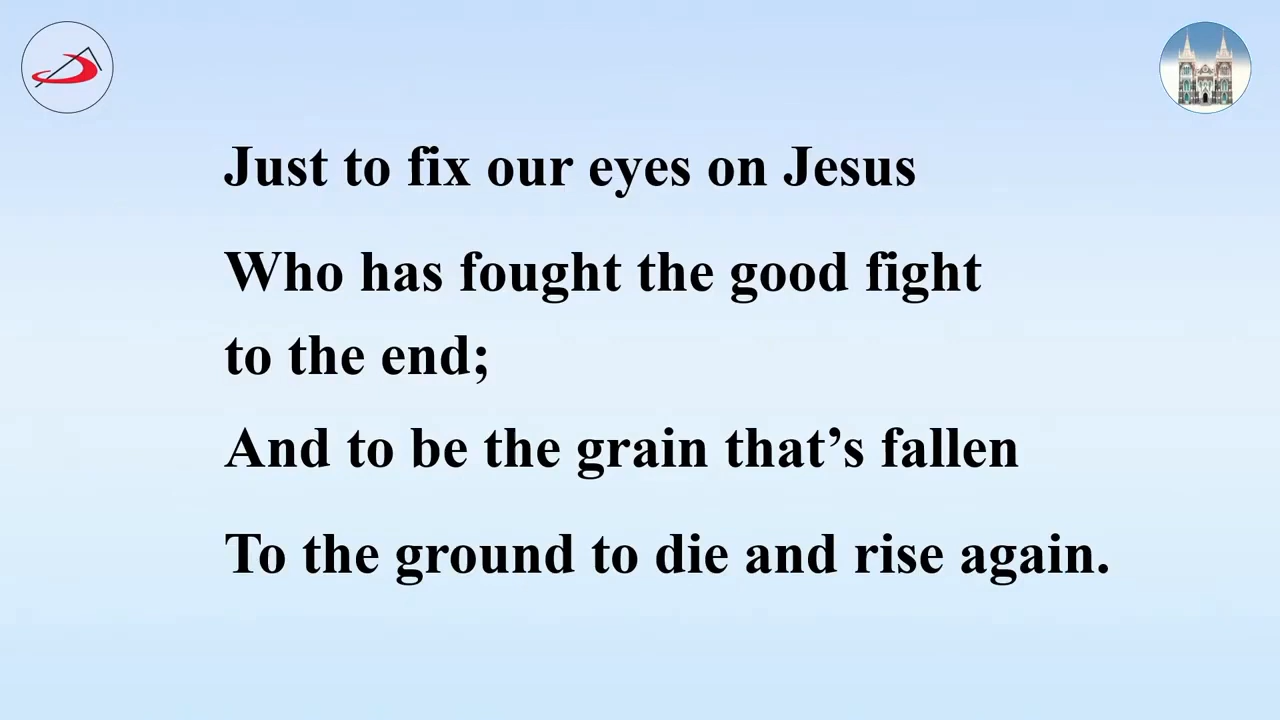 Just to fix our eyes on Jesus
Who has fought the good fight
to the end;
And to be the grain that’s fallen
To the ground to die and rise again.